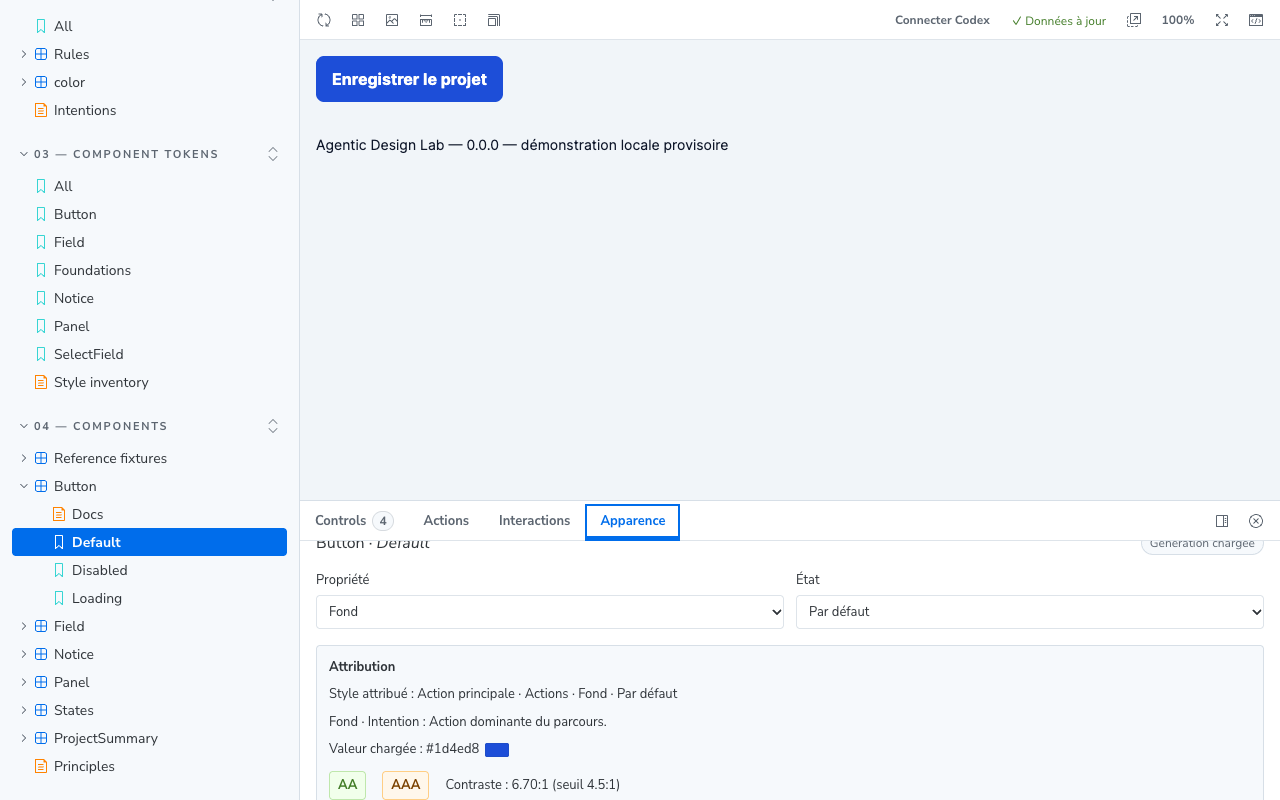 All
Rules
color
Intentions
03 — COMPONENT TOKENS
All
Button
Field
Foundations
Notice
Panel
SelectField
Style inventory
04 — COMPONENTS
Reference fixtures
Button
Docs
Default
Disabled
Loading
Field
Notice
Panel
States
ProjectSummary
Principles
Connecter Codex
✓ Données à jour
100%
Enregistrer le projet
Agentic Design Lab — 0.0.0 — démonstration locale provisoire
Controls 4 Actions Interactions Apparence
Button · Default
Génération chargée
Propriété
État
Fond
Par défaut
Attribution
Style attribué : Action principale · Actions · Fond · Par défaut
Fond · Intention : Action dominante du parcours.
Valeur chargée : #1d4ed8
AA AAA Contraste : 6.70:1 (seuil 4.5:1)